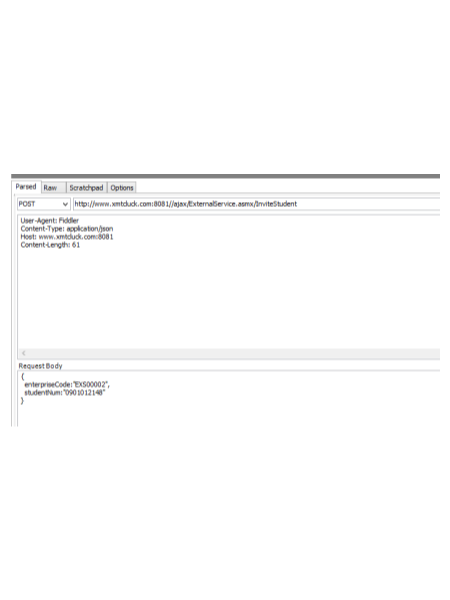 Parsed Raw Scratchpad Options
POST http://www.xmtduck.com:8081//ajax/ExternalService.asmx/InviteStudent
User-Agent: Fiddler
Content-Type: application/json
Host: www.xmtduck.com:8081
Content-Length: 61
Request Body
{
enterpriseCode:"EXS00002",
studentNum:"0901012148"
}